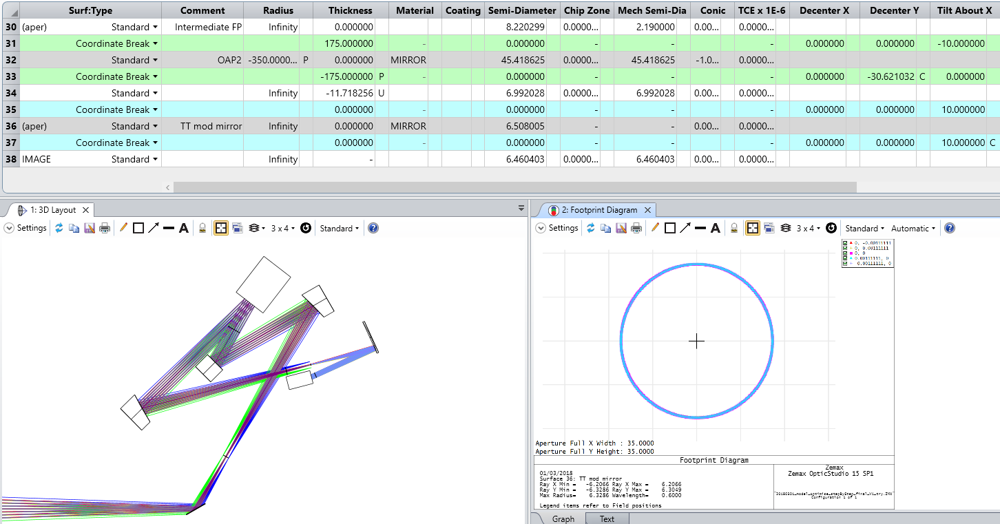 Surf:Type Comment Radius Thickness Material Coating Semi-Diameter Chip Zone Mech Semi-Dia Conic TCE x 1E-6 Decenter X Decenter Y Tilt About X
30 (aper) Standard Intermediate FP Infinity 0.000000 8.220299 0.0000... 2.190000 0.00... 0.0000...
31 Coordinate Break 175.000000 - 0.000000 - - - 0.000000 0.000000 -10.000000
32 Standard OAP2 -350.0000... P 0.000000 MIRROR 45.418625 - 45.418625 -1.0... 0.0000...
33 Coordinate Break -175.000000 P - 0.000000 - - - 0.000000 -30.621032 C 0.000000
34 Standard Infinity -11.718256 U 6.992028 0.0000... 6.992028 0.00... 0.0000...
35 Coordinate Break 0.000000 - 0.000000 - - - 0.000000 0.000000 10.000000
36 (aper) Standard TT mod mirror Infinity 0.000000 MIRROR 6.508005 - - 0.00... 0.0000...
37 Coordinate Break 0.000000 - 0.000000 - - - 0.000000 0.000000 10.000000 C
38 IMAGE Standard Infinity - 6.460403 0.0000... 6.460403 0.00... 0.0000...
1: 3D Layout
Settings A 3 x 4 Standard
2: Footprint Diagram
Settings A 3 x 4 Standard Automatic
0, -0.00111111
0, 0.00111111
0, 0
0.00111111, 0
0.00111111, 0
Aperture Full X Width : 35.0000
Aperture Full Y Height: 35.0000
Footprint Diagram
01/03/2018
Surface 36: TT mod mirror
Ray X Min = -6.2066 Ray X Max = 6.2066
Ray Y Min = -6.3286 Ray Y Max = 6.3049
Max Radius= 6.3286 Wavelength= 0.6000
Legend items refer to Field positions
Zemax
Zemax OpticStudio 15 SP1
Configuration 1 of 1
Graph Text